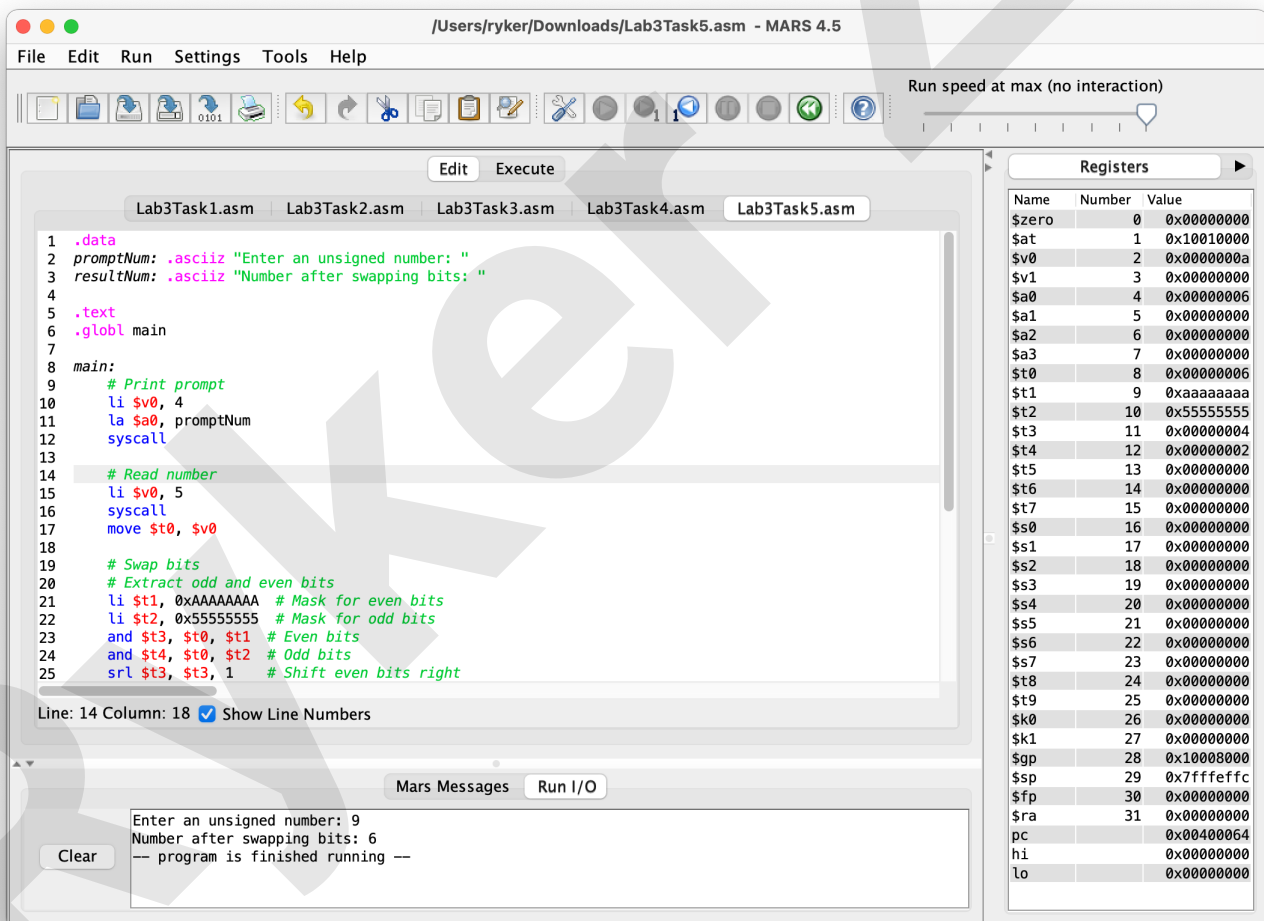 /Users/ryker/Downloads/Lab3Task5.asm - MARS 4.5
File Edit Run Settings Tools Help
Run speed at max (no interaction)
0101
1
1
Edit Execute
Lab3Task1.asm Lab3Task2.asm Lab3Task3.asm Lab3Task4.asm Lab3Task5.asm
1 .data
2 promptNum: .asciiz "Enter an unsigned number: "
3 resultNum: .asciiz "Number after swapping bits: "
4
5 .text
6 .globl main
7
8 main:
9 # Print prompt
10 li $v0, 4
11 la $a0, promptNum
12 syscall
13
14 # Read number
15 li $v0, 5
16 syscall
17 move $t0, $v0
18
19 # Swap bits
20 # Extract odd and even bits
21 li $t1, 0xAAAAAAAA # Mask for even bits
22 li $t2, 0x55555555 # Mask for odd bits
23 and $t3, $t0, $t1 # Even bits
24 and $t4, $t0, $t2 # Odd bits
25 srl $t3, $t3, 1 # Shift even bits right
Line: 14 Column: 18 Show Line Numbers
Mars Messages Run I/O
Clear
Enter an unsigned number: 9
Number after swapping bits: 6
-- program is finished running --
Registers
Name Number Value
$zero 0 0x00000000
$at 1 0x10010000
$v0 2 0x0000000a
$v1 3 0x00000000
$a0 4 0x00000006
$a1 5 0x00000000
$a2 6 0x00000000
$a3 7 0x00000000
$t0 8 0x00000006
$t1 9 0xaaaaaaaa
$t2 10 0x55555555
$t3 11 0x00000004
$t4 12 0x00000002
$t5 13 0x00000000
$t6 14 0x00000000
$t7 15 0x00000000
$s0 16 0x00000000
$s1 17 0x00000000
$s2 18 0x00000000
$s3 19 0x00000000
$s4 20 0x00000000
$s5 21 0x00000000
$s6 22 0x00000000
$s7 23 0x00000000
$t8 24 0x00000000
$t9 25 0x00000000
$k0 26 0x00000000
$k1 27 0x00000000
$gp 28 0x10008000
$sp 29 0x7fffeffc
$fp 30 0x00000000
$ra 31 0x00000000
pc 0x00400064
hi 0x00000000
lo 0x00000000
Ryker